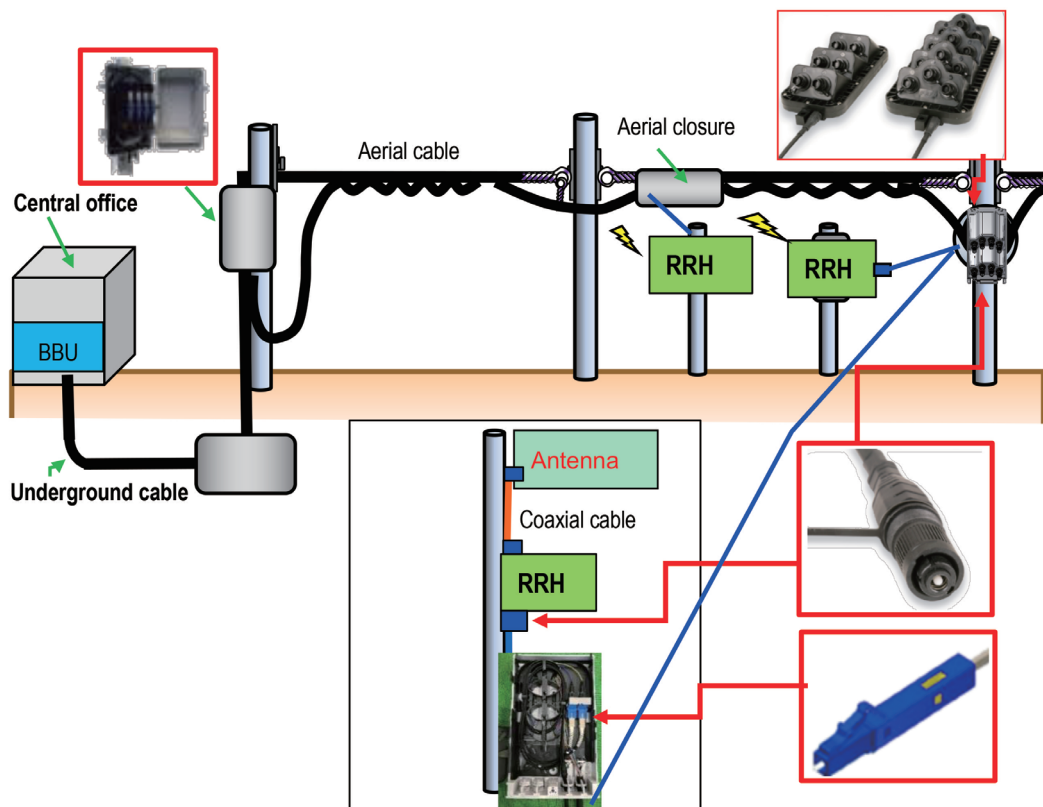 Aerial cable
Aerial closure
Central office
RRH
RRH
BBU
Underground cable
Antenna
Coaxial cable
RRH